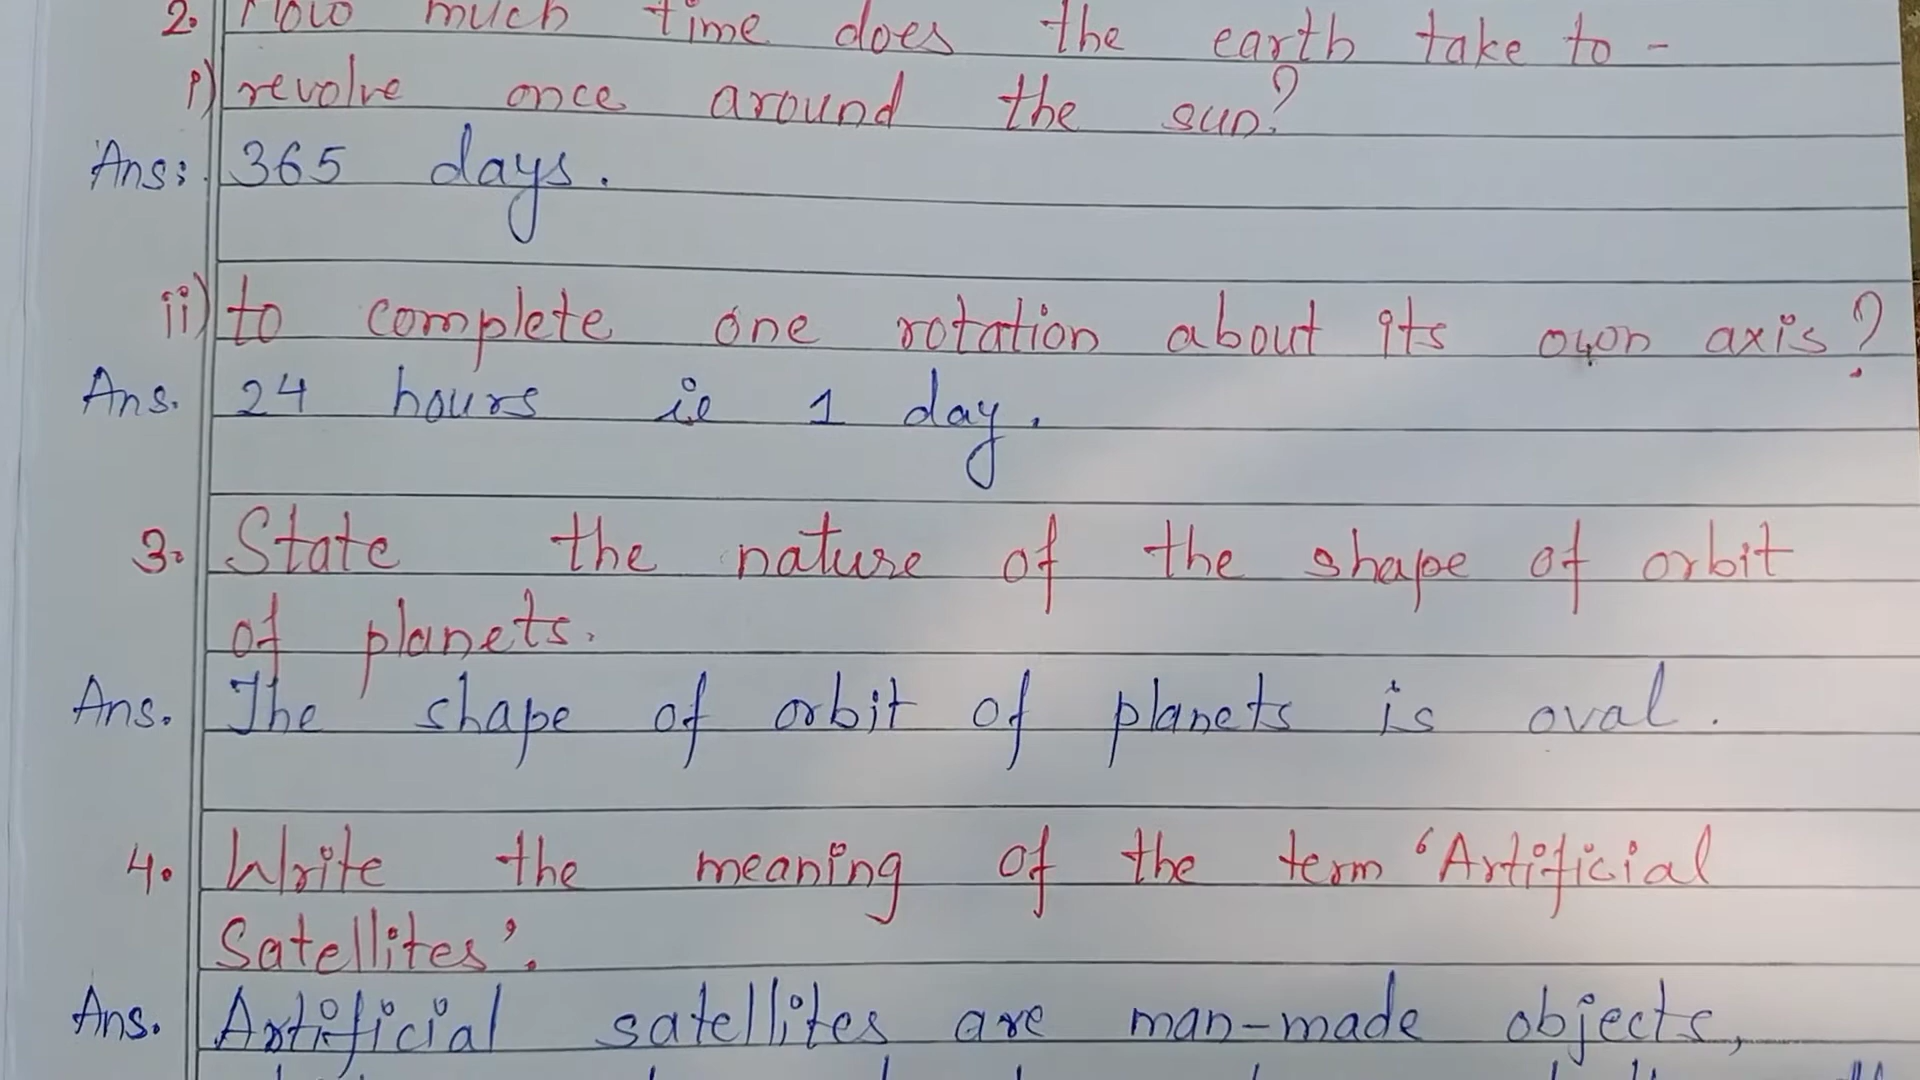 2. How much time does the earth take to -
i) revolve once around the sun?
Ans: 365 days.
ii) to complete one rotation about its own axis?
Ans. 24 hours ie 1 day.
3. State the nature of the shape of orbit
of planets.
Ans. The shape of orbit of planets is oval.
4. Write the meaning of the term 'Artificial
Satellites'.
Ans. Artificial satellites are man-made objects,